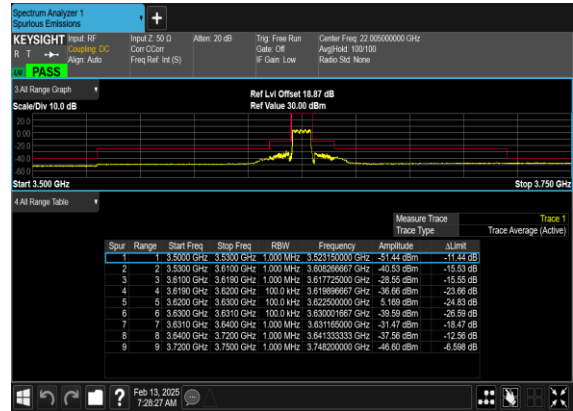 Spectrum Analyzer 1
Spurious Emissions
KEYSIGHT Input: RF Input Z: 50 Ω Atten: 20 dB Trig: Free Run Center Freq: 22.005000000 GHz
R T Coupling: DC Corr CCorr Gate: Off Avg|Hold: 100/100
Align: Auto Freq Ref: Int (S) IF Gain: Low Radio Std: None
LW PASS
3 All Range Graph
Ref Lvl Offset 18.87 dB
Scale/Div 10.0 dB Ref Value 30.00 dBm
20.0
0.00
-20.0
-40.0
-60.0
Start 3.500 GHz Stop 3.750 GHz
4 All Range Table
Measure Trace Trace 1
Trace Type Trace Average (Active)
Spur Range Start Freq Stop Freq RBW Frequency Amplitude ΔLimit
1 1 3.5000 GHz 3.5300 GHz 1.000 MHz 3.523150000 GHz -51.44 dBm -11.44 dB
2 2 3.5300 GHz 3.6100 GHz 1.000 MHz 3.608266667 GHz -40.53 dBm -15.53 dB
3 3 3.6100 GHz 3.6190 GHz 1.000 MHz 3.617725000 GHz -28.55 dBm -15.55 dB
4 4 3.6190 GHz 3.6200 GHz 100.0 kHz 3.619896667 GHz -36.66 dBm -23.66 dB
5 5 3.6200 GHz 3.6300 GHz 100.0 kHz 3.622500000 GHz 5.169 dBm -24.83 dB
6 6 3.6300 GHz 3.6310 GHz 100.0 kHz 3.630001667 GHz -39.59 dBm -26.59 dB
7 7 3.6310 GHz 3.6400 GHz 1.000 MHz 3.631165000 GHz -31.47 dBm -18.47 dB
8 8 3.6400 GHz 3.7200 GHz 1.000 MHz 3.641333333 GHz -37.56 dBm -12.56 dB
9 9 3.7200 GHz 3.7500 GHz 1.000 MHz 3.748200000 GHz -46.60 dBm -6.598 dB
? Feb 13, 2025
7:28:27 AM